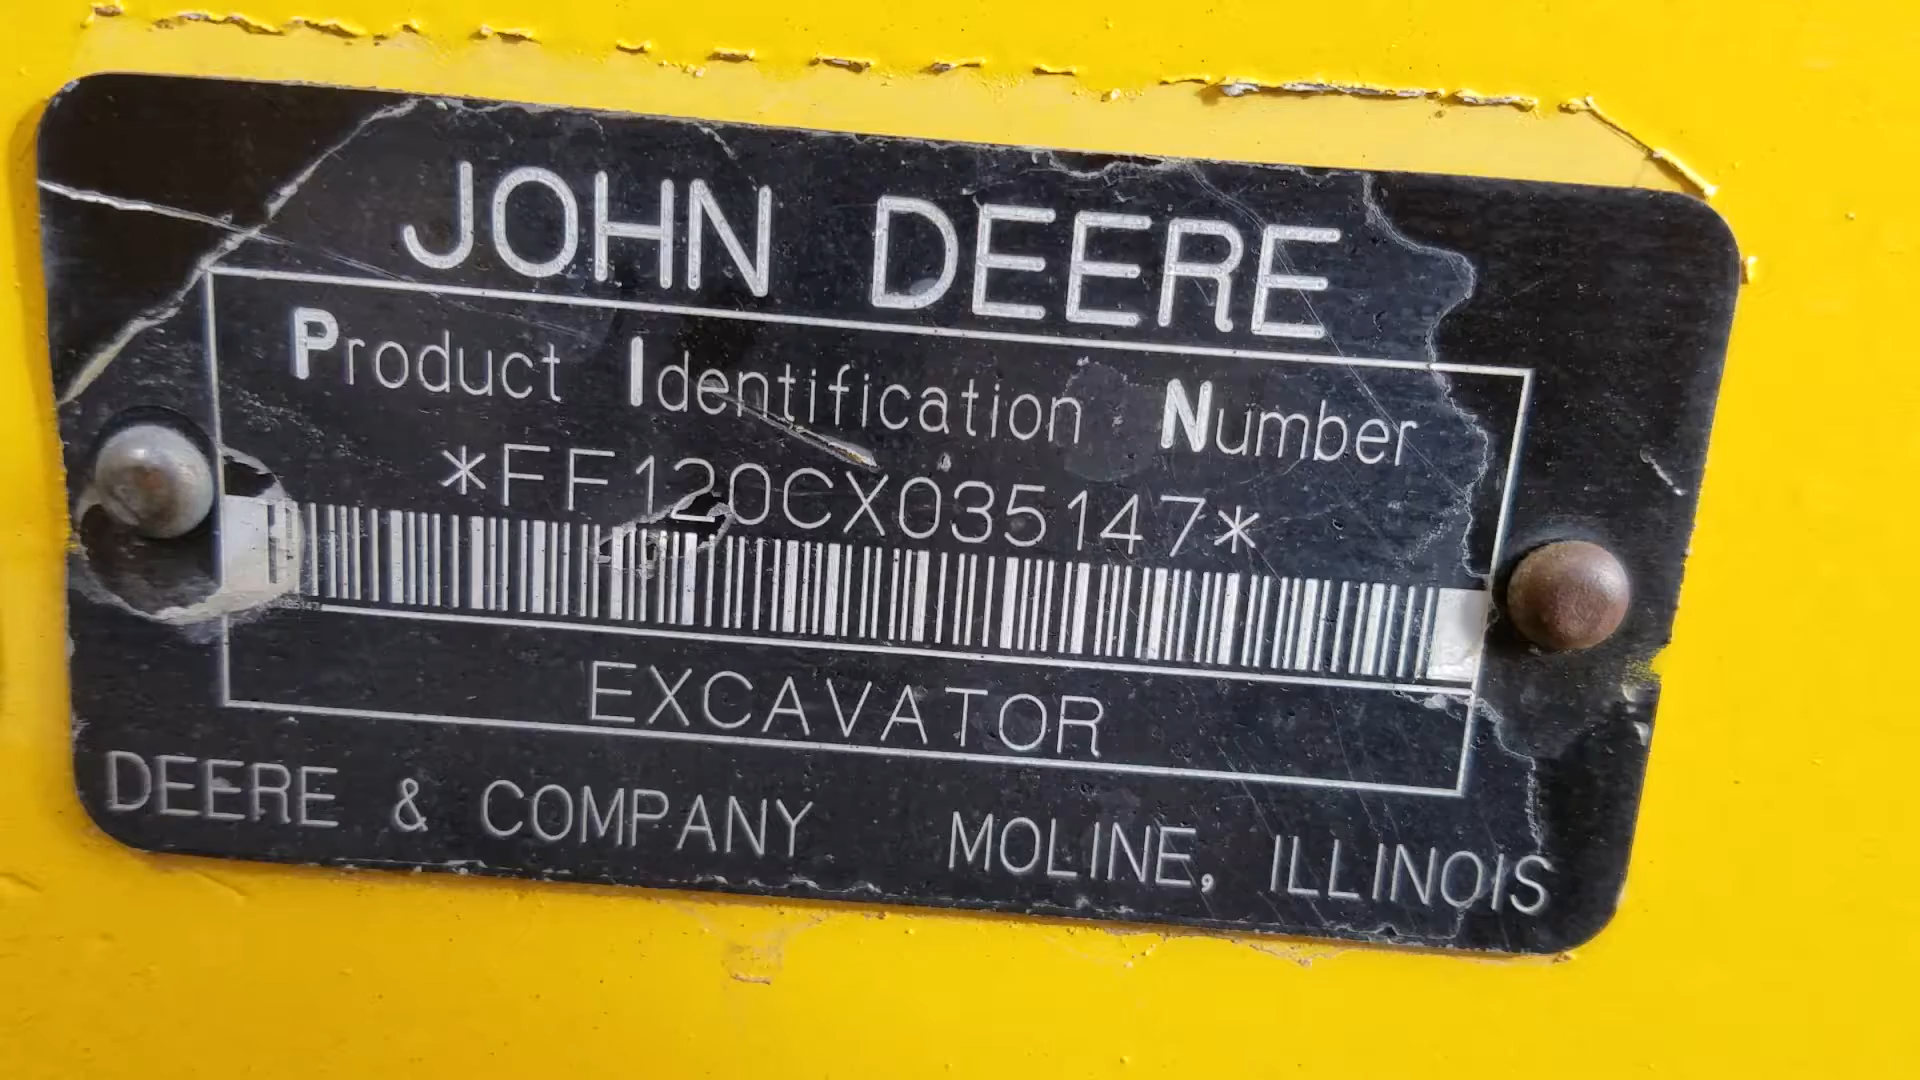 JOHN DEERE
Product Identification Number
*FF120CX035147*
EXCAVATOR
DEERE & COMPANY MOLINE, ILLINOIS